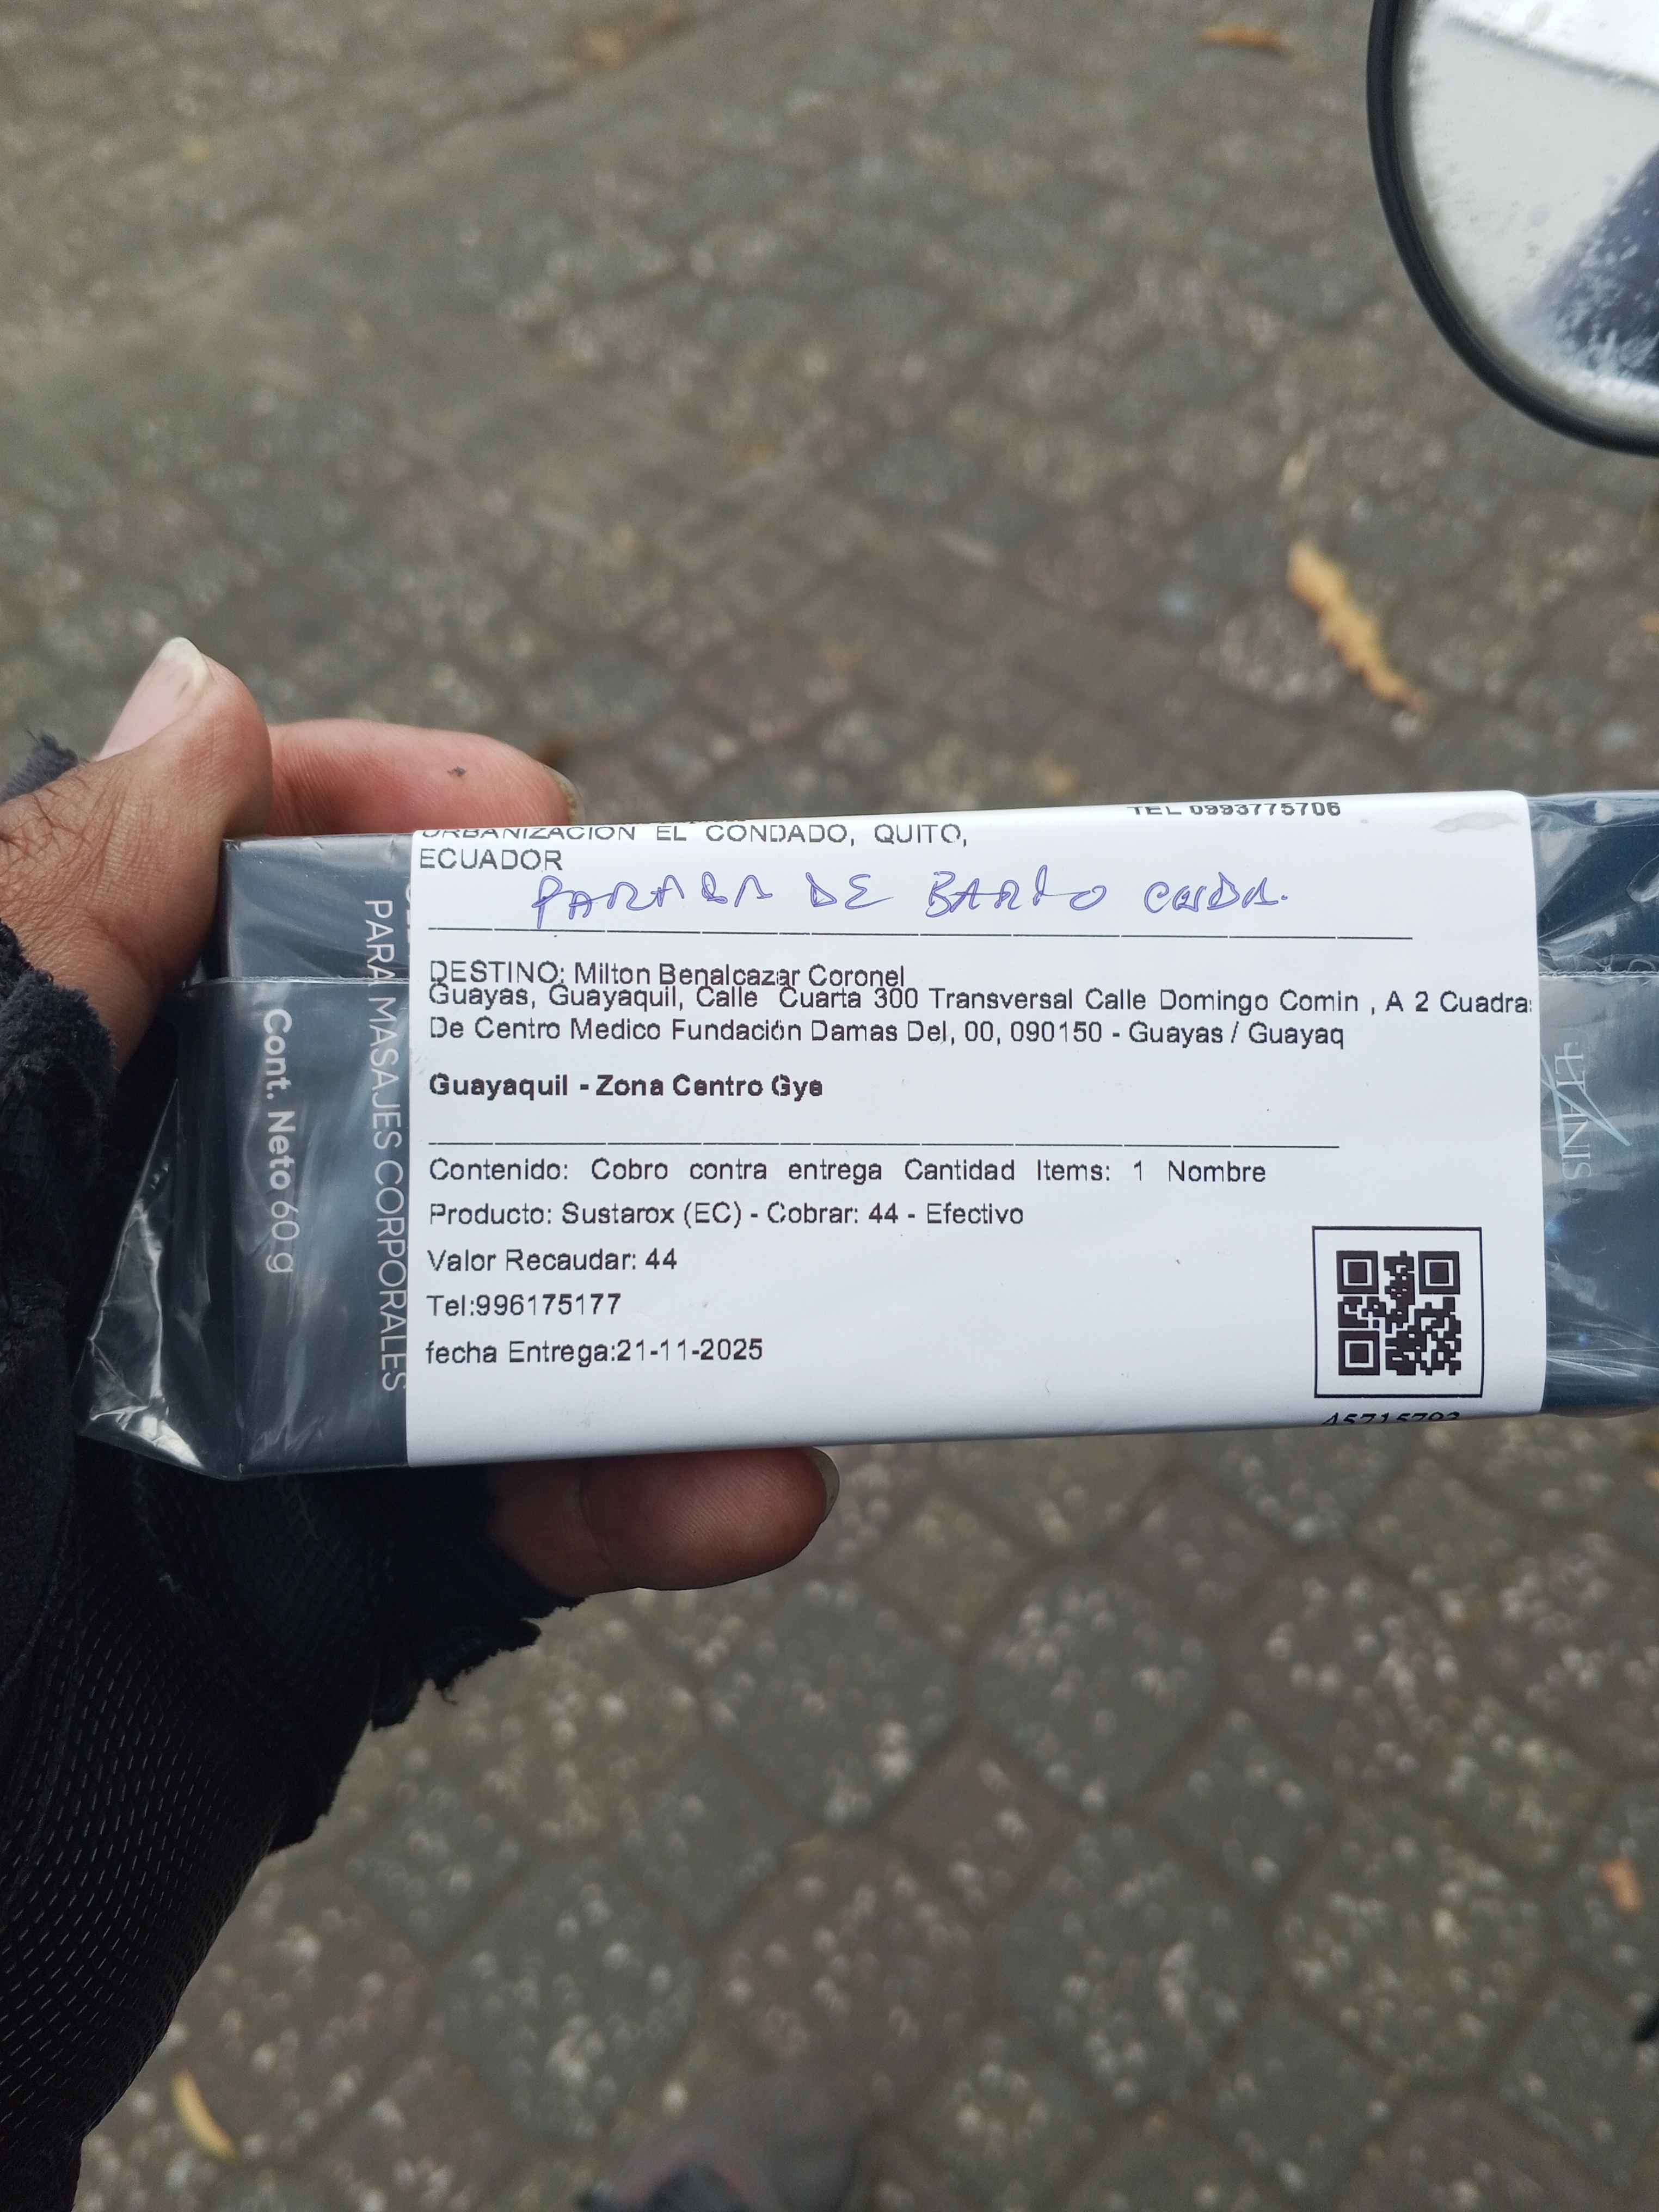 TEL 0993775706
URBANIZACION EL CONDADO, QUITO,
ECUADOR
PARADA DE BARIO
DESTINO: Milton Benalcazar Coronel
Guayas, Guayaquil, Calle Cuarta 300 Transversal Calle Domingo Comin , A 2 Cuadra
De Centro Medico Fundación Damas Del, 00, 090150 - Guayas / Guayaq
Guayaquil - Zona Centro Gye
Contenido: Cobro contra entrega Cantidad Items: 1 Nombre
Producto: Sustarox (EC) - Cobrar: 44 - Efectivo
Valor Recaudar: 44
Tel:996175177
fecha Entrega:21-11-2025
45715793
PARA MASAJES CORPORALES
Cont. Neto 60 g